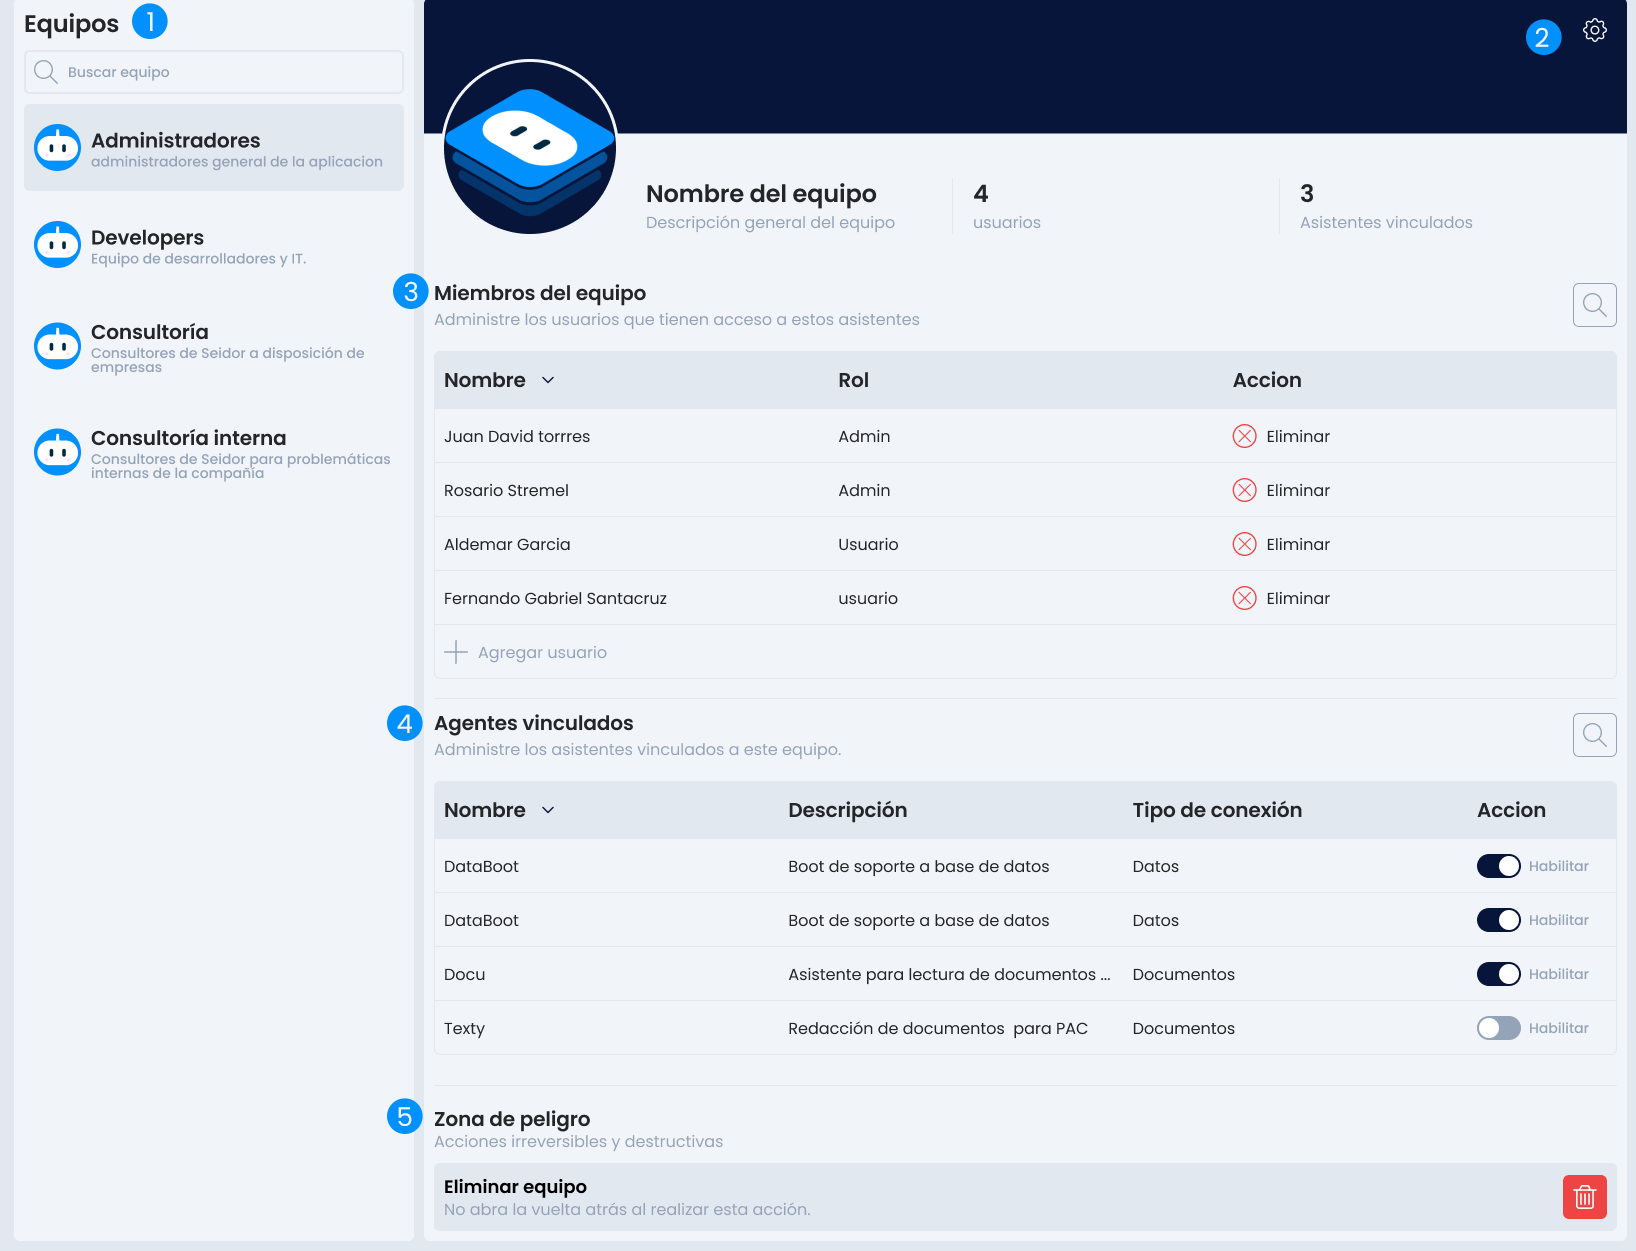 Equipos 1
Buscar equipo
Administradores
administradores general de la aplicacion
Developers
Equipo de desarrolladores y IT.
Consultoría
Consultores de Seidor a disposición de
empresas
Consultoría interna
Consultores de Seidor para problemáticas
internas de la compañía
2
Nombre del equipo
Descripción general del equipo
4
usuarios
3
Asistentes vinculados
3 Miembros del equipo
Administre los usuarios que tienen acceso a estos asistentes
Nombre Rol Accion
Juan David torrres Admin Eliminar
Rosario Stremel Admin Eliminar
Aldemar Garcia Usuario Eliminar
Fernando Gabriel Santacruz usuario Eliminar
Agregar usuario
4 Agentes vinculados
Administre los asistentes vinculados a este equipo.
Nombre Descripción Tipo de conexión Accion
DataBoot Boot de soporte a base de datos Datos Habilitar
DataBoot Boot de soporte a base de datos Datos Habilitar
Docu Asistente para lectura de documentos ... Documentos Habilitar
Texty Redacción de documentos  para PAC Documentos Habilitar
5 Zona de peligro
Acciones irreversibles y destructivas
Eliminar equipo
No abra la vuelta atrás al realizar esta acción.